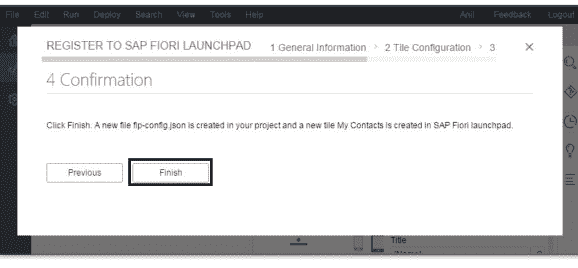 File Edit Run Deploy Search View Tools Help Anil Feedback Logout
REGISTER TO SAP FIORI LAUNCHPAD 1 General Information > 2 Tile Configuration > 3 ×
4 Confirmation
Click Finish. A new file flp-config.json is created in your project and a new tile My Contacts is created in SAP Fiori launchpad.
Previous Finish
Title